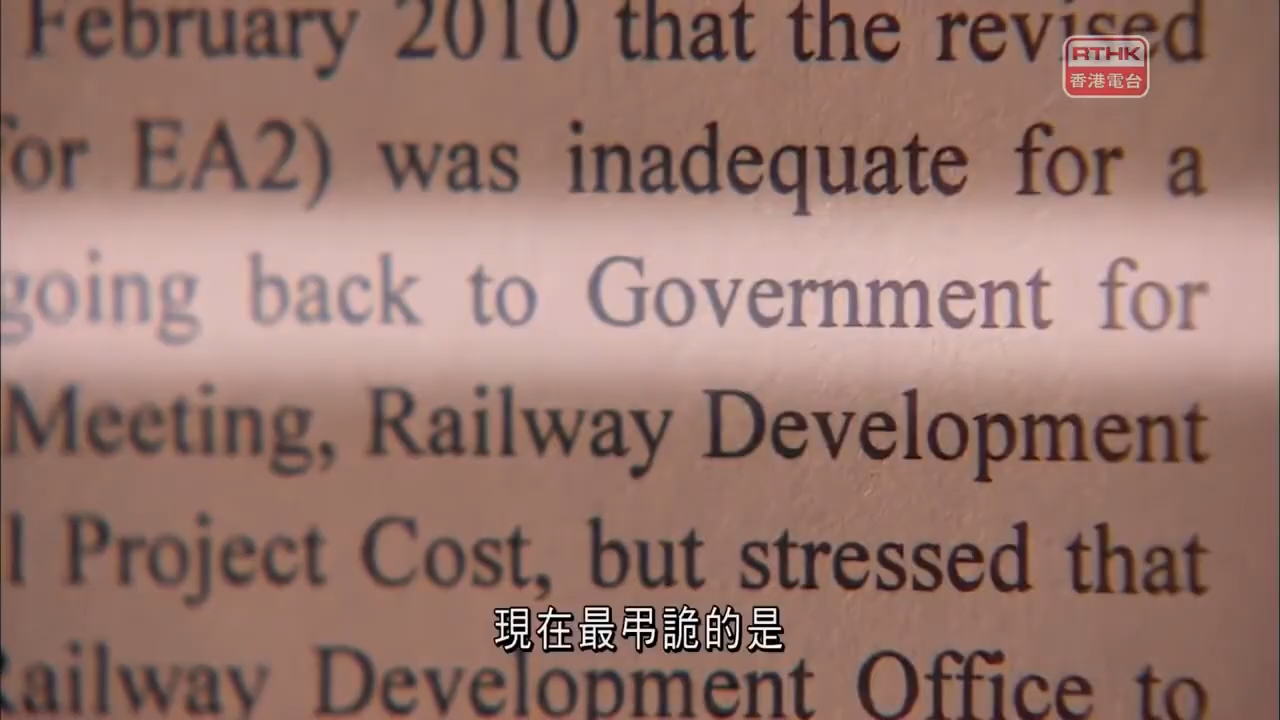 February 2010 that the revised
RTHK
香港電台
for EA2) was inadequate for a
going back to Government for
Meeting, Railway Development
l Project Cost, but stressed that
現在最弔詭的是
Railway Development Office to